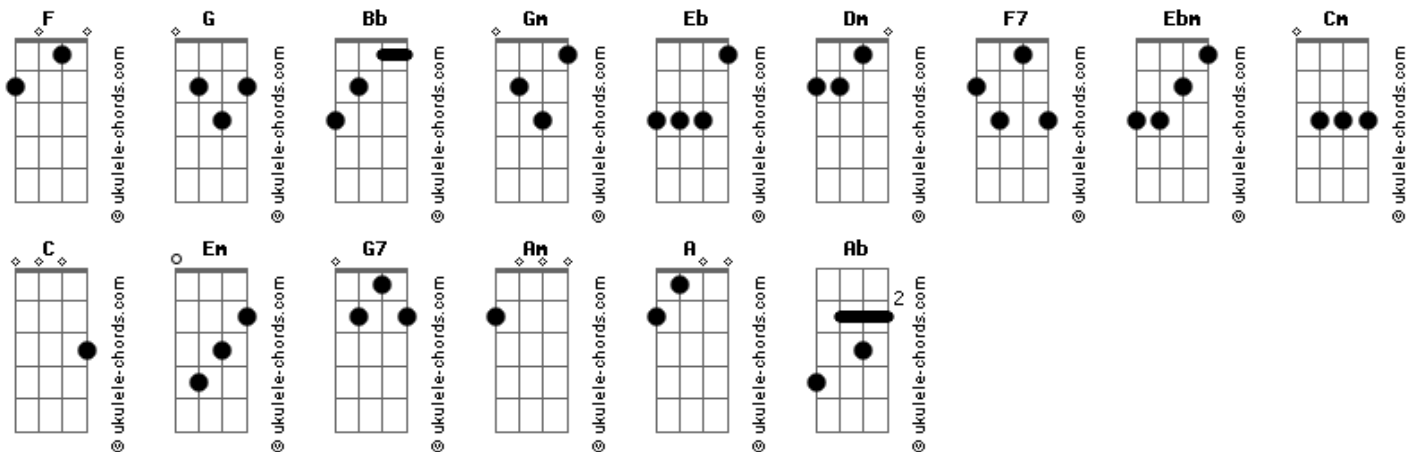 F G Bb Gm Eb Dm F7 Ebm Cm
© ukulele-chords.com © ukulele-chords.com © ukulele-chords.com © ukulele-chords.com © ukulele-chords.com © ukulele-chords.com © ukulele-chords.com © ukulele-chords.com © ukulele-chords.com
C Em G7 Am A Ab
2
© ukulele-chords.com © ukulele-chords.com © ukulele-chords.com © ukulele-chords.com © ukulele-chords.com © ukulele-chords.com